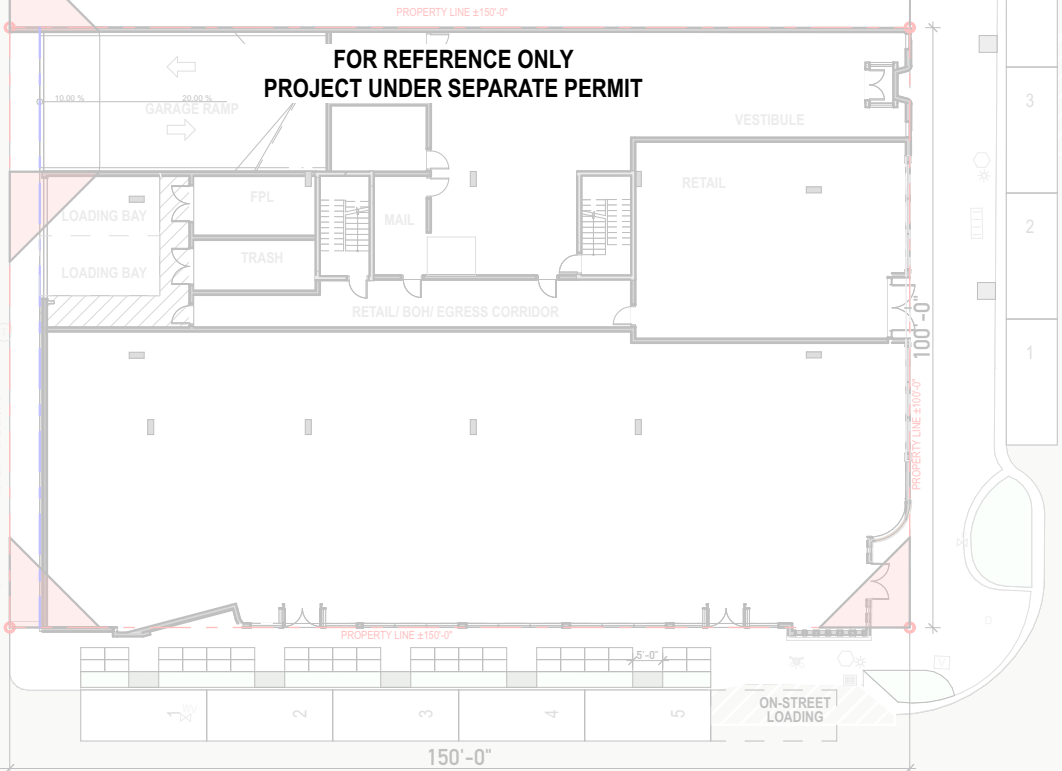 PROPERTY LINE ±150'-0"
FOR REFERENCE ONLY
PROJECT UNDER SEPARATE PERMIT
10.00 %
20.00 %
GARAGE RAMP
VESTIBULE
3
RETAIL
FPL
LOADING BAY
MAIL
2
TRASH
LOADING BAY
RETAIL/ BOH/ EGRESS CORRIDOR
100'-0"
1
PROPERTY LINE ±100'-0"
PROPERTY LINE ±150'-0"
5'-0"
V
D
1
2
3
4
5
ON-STREET
LOADING
150'-0"